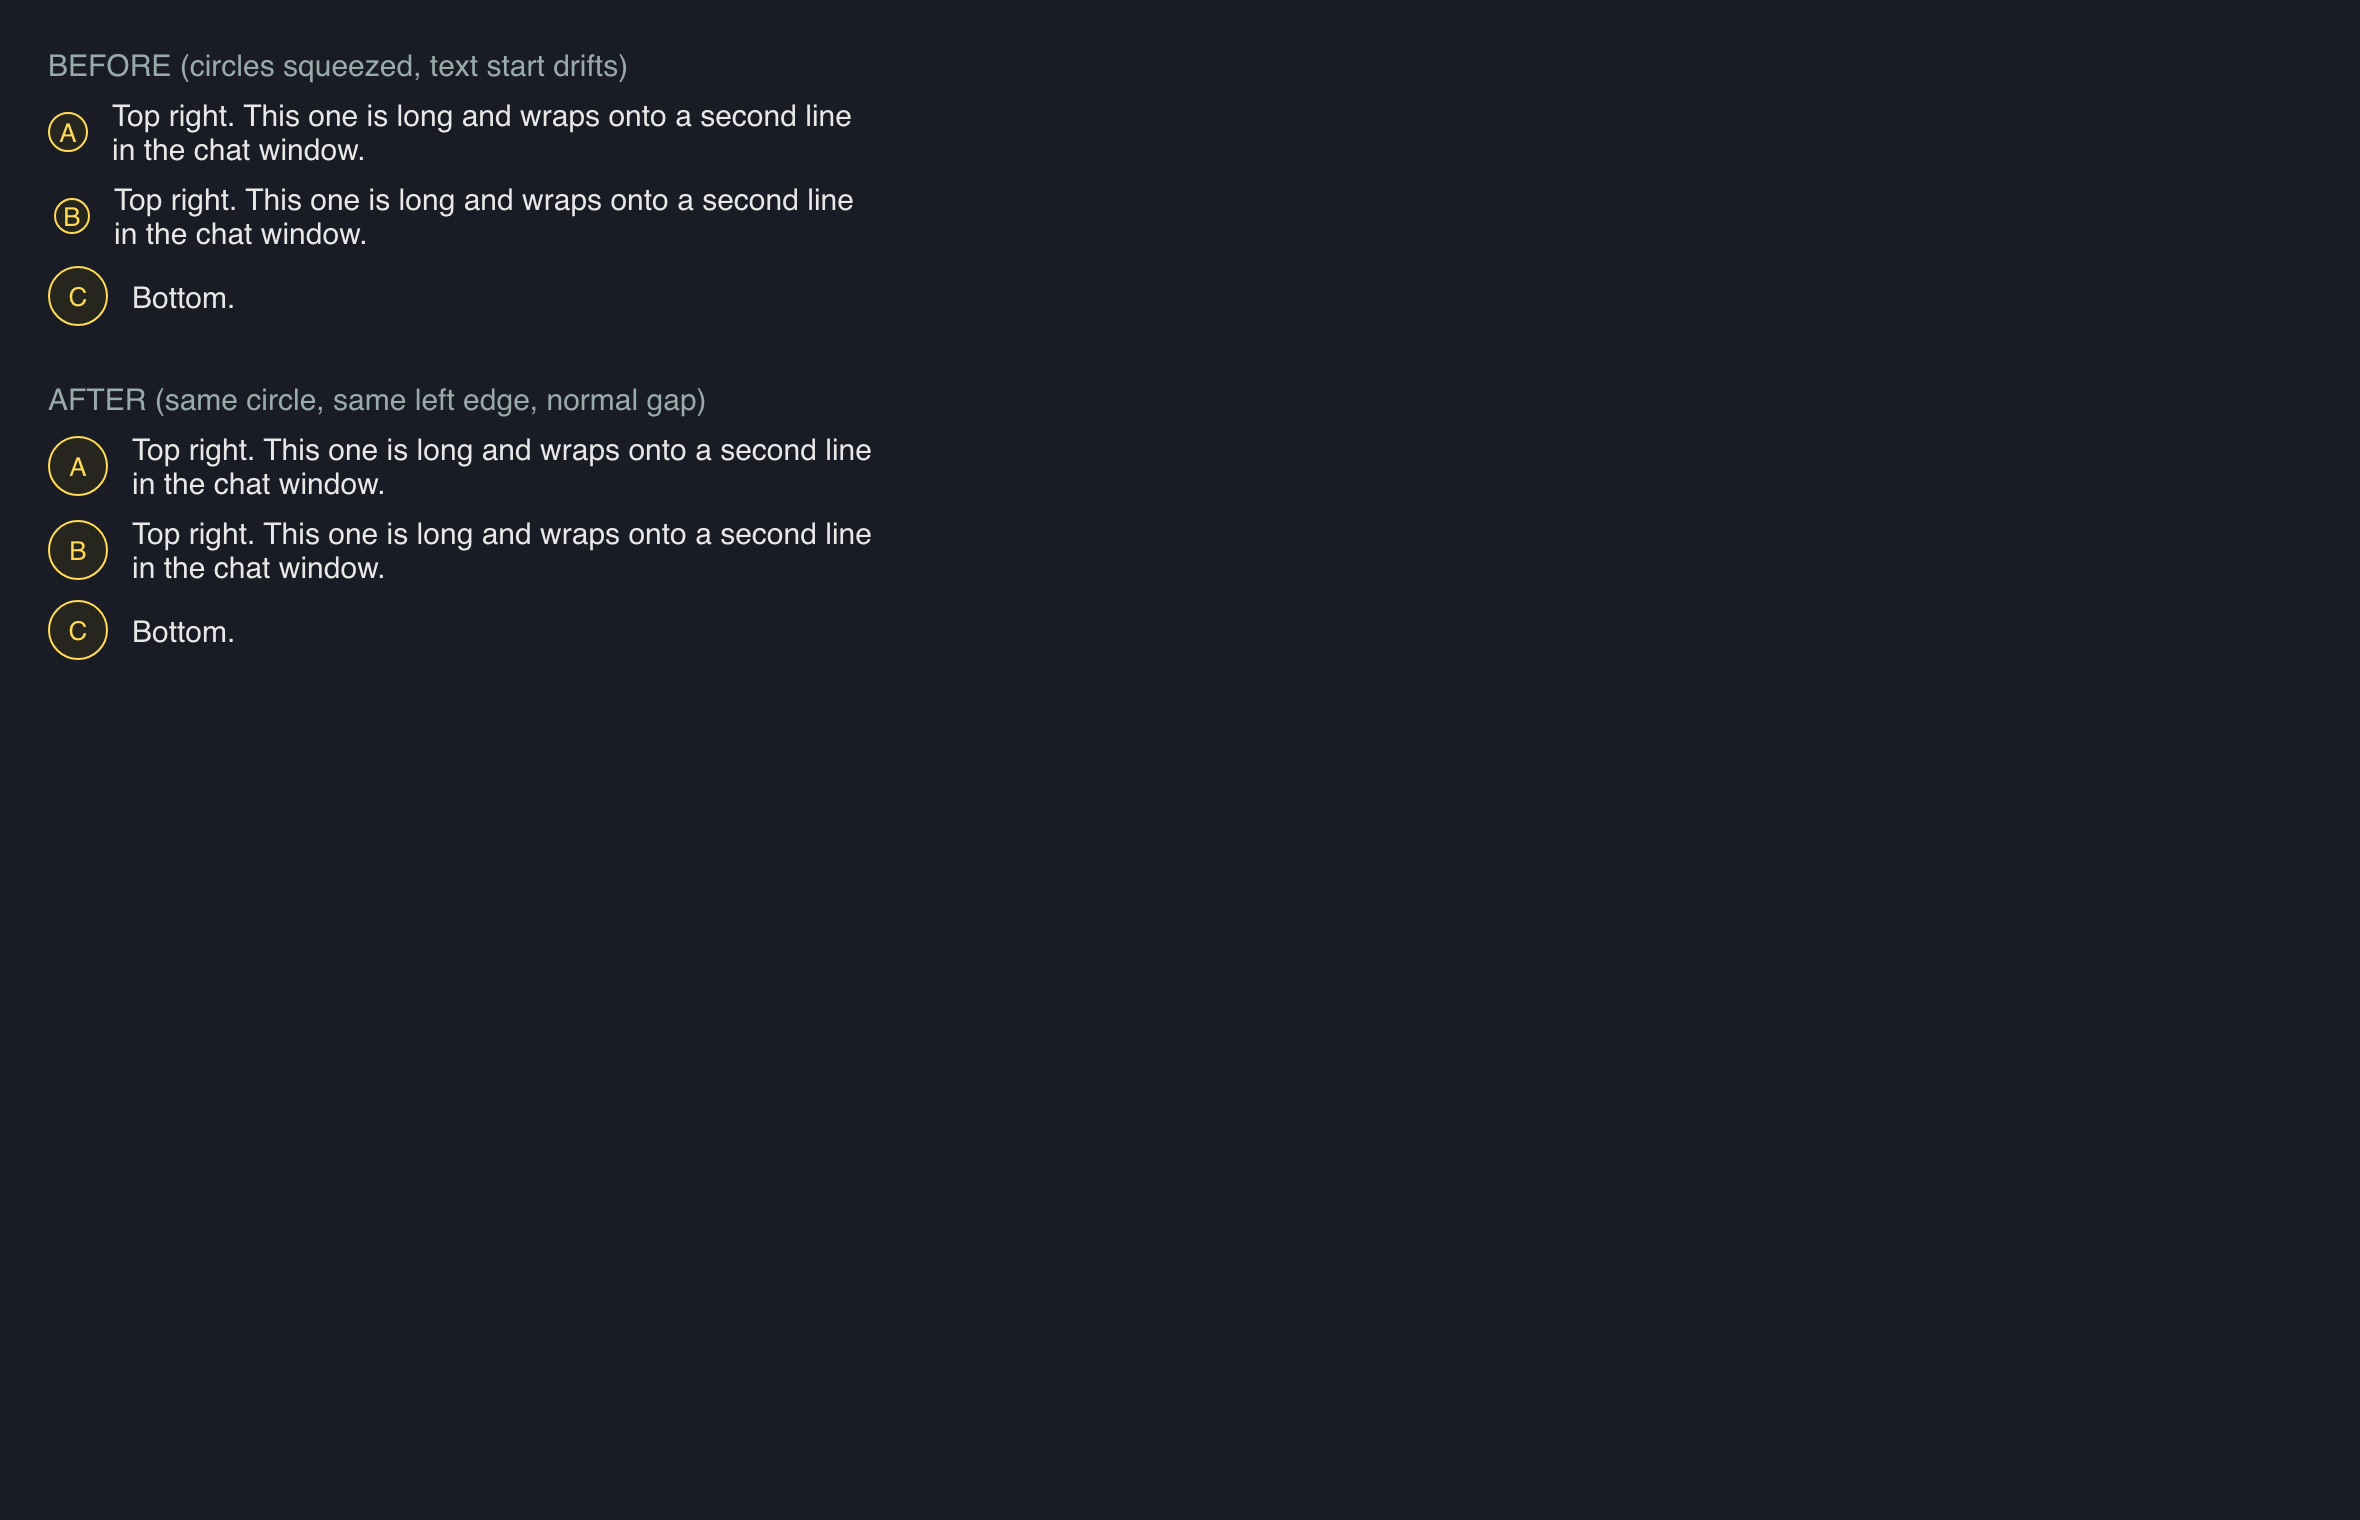 BEFORE (circles squeezed, text start drifts)
A Top right. This one is long and wraps onto a second line
in the chat window.
B Top right. This one is long and wraps onto a second line
in the chat window.
C Bottom.
AFTER (same circle, same left edge, normal gap)
A Top right. This one is long and wraps onto a second line
in the chat window.
B Top right. This one is long and wraps onto a second line
in the chat window.
C Bottom.